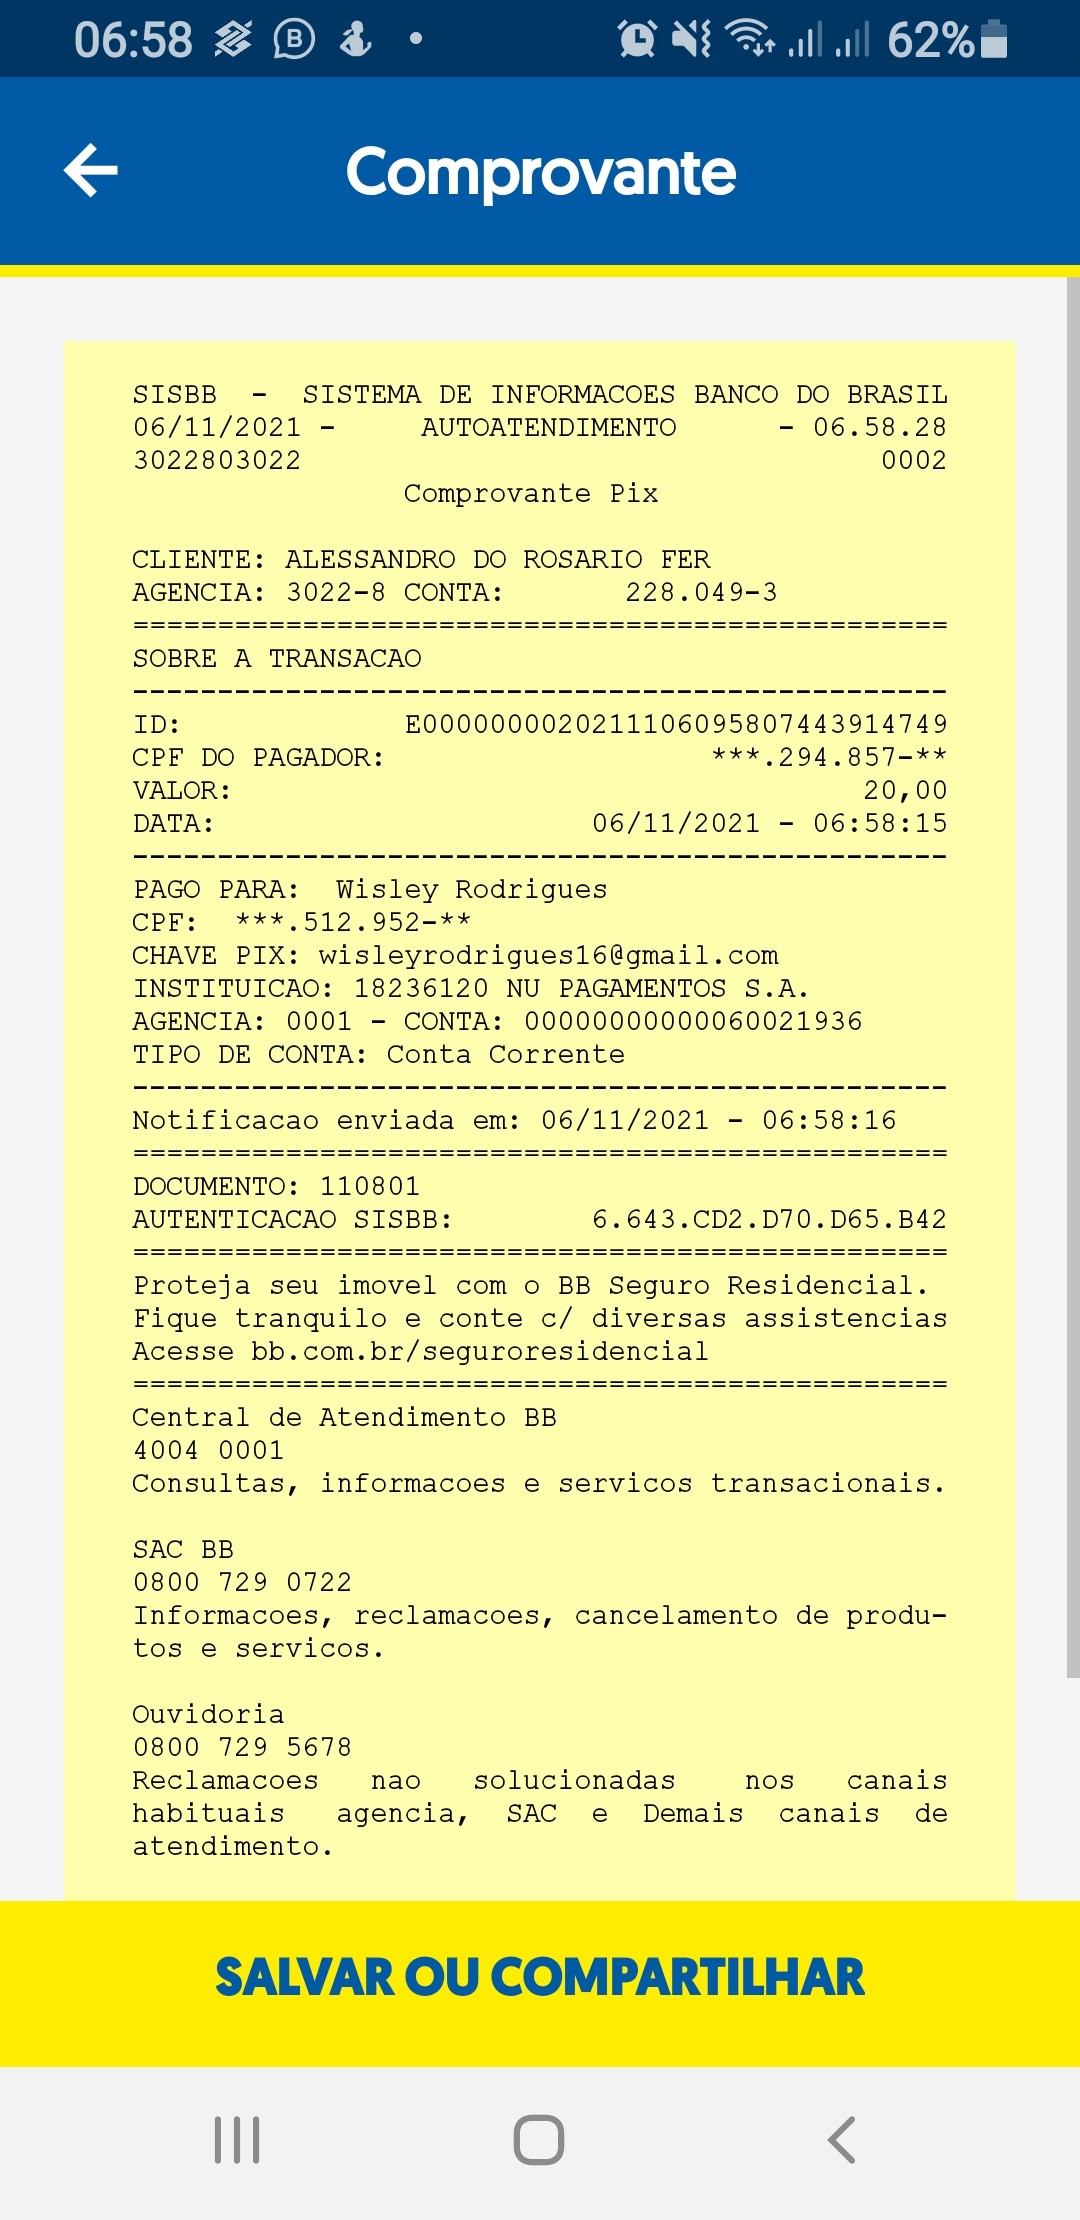 06:58 B 62%
Comprovante
SISBB - SISTEMA DE INFORMACOES BANCO DO BRASIL
06/11/2021 - AUTOATENDIMENTO - 06.58.28
3022803022 0002
Comprovante Pix
CLIENTE: ALESSANDRO DO ROSARIO FER
AGENCIA: 3022-8 CONTA: 228.049-3
================================================
SOBRE A TRANSACAO
------------------------------------------------
ID: E0000000020211106095807443914749
CPF DO PAGADOR: ***.294.857-**
VALOR: 20,00
DATA: 06/11/2021 - 06:58:15
------------------------------------------------
PAGO PARA: Wisley Rodrigues
CPF: ***.512.952-**
CHAVE PIX: wisleyrodrigues16@gmail.com
INSTITUICAO: 18236120 NU PAGAMENTOS S.A.
AGENCIA: 0001 - CONTA: 00000000000060021936
TIPO DE CONTA: Conta Corrente
------------------------------------------------
Notificacao enviada em: 06/11/2021 - 06:58:16
================================================
DOCUMENTO: 110801
AUTENTICACAO SISBB: 6.643.CD2.D70.D65.B42
================================================
Proteja seu imovel com o BB Seguro Residencial.
Fique tranquilo e conte c/ diversas assistencias
Acesse bb.com.br/seguroresidencial
================================================
Central de Atendimento BB
4004 0001
Consultas, informacoes e servicos transacionais.
SAC BB
0800 729 0722
Informacoes, reclamacoes, cancelamento de produ-
tos e servicos.
Ouvidoria
0800 729 5678
Reclamacoes nao solucionadas nos canais
habituais agencia, SAC e Demais canais de
atendimento.
SALVAR OU COMPARTILHAR